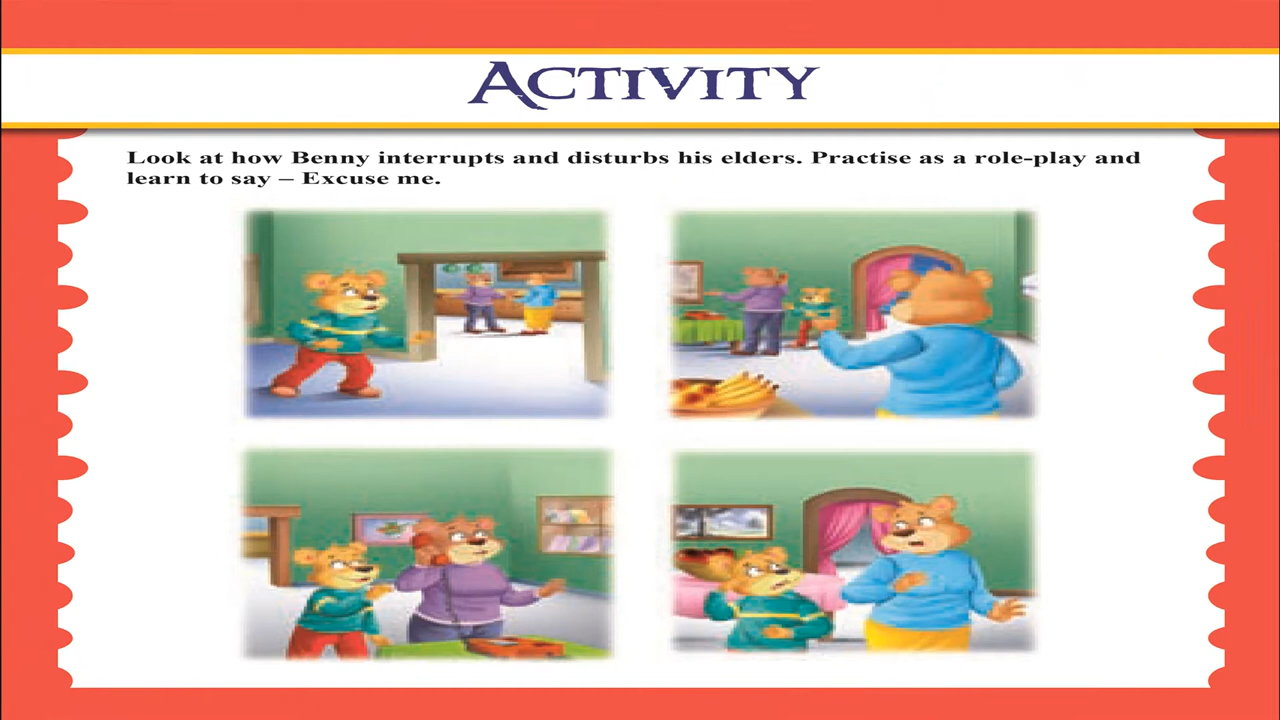 ACTIVITY
Look at how Benny interrupts and disturbs his elders. Practise as a role-play and
learn to say – Excuse me.